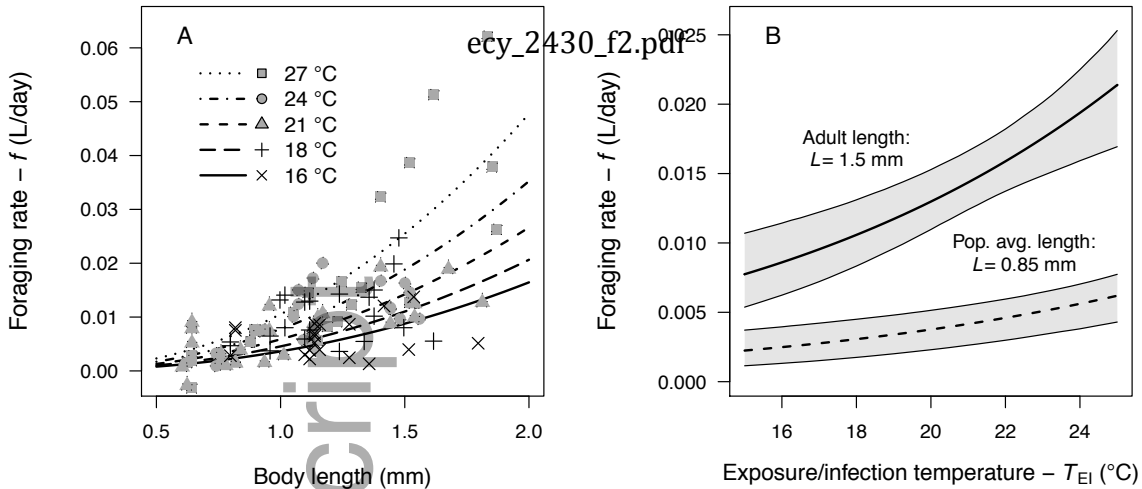 ecy_2430_f2.pdf
A
27 °C
24 °C
21 °C
18 °C
16 °C
Foraging rate − f (L/day)
0.06
0.05
0.04
0.03
0.02
0.01
0.00
0.5
1.0
1.5
2.0
Body length (mm)
B
Foraging rate − f (L/day)
0.025
0.020
0.015
0.010
0.005
0.000
Adult length:
L= 1.5 mm
Pop. avg. length:
L= 0.85 mm
16
18
20
22
24
Exposure/infection temperature − TEI (°C)